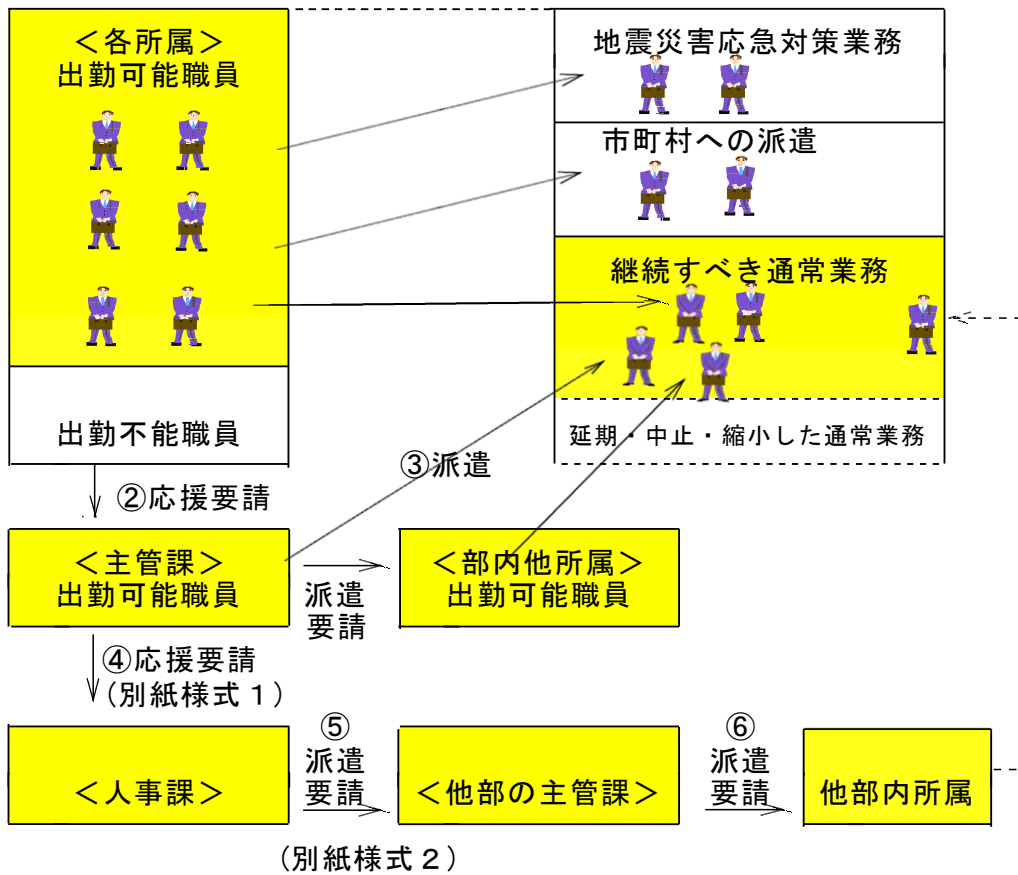 ＜各所属＞
出勤可能職員
出勤不能職員
地震災害応急対策業務
市町村への派遣
継続すべき通常業務
延期・中止・縮小した通常業務
②応援要請
③派遣
＜主管課＞
出勤可能職員
派遣
要請
＜部内他所属＞
出勤可能職員
④応援要請
（別紙様式１）
＜人事課＞
⑤
派遣
要請
（別紙様式２）
＜他部の主管課＞
⑥
派遣
要請
他部内所属